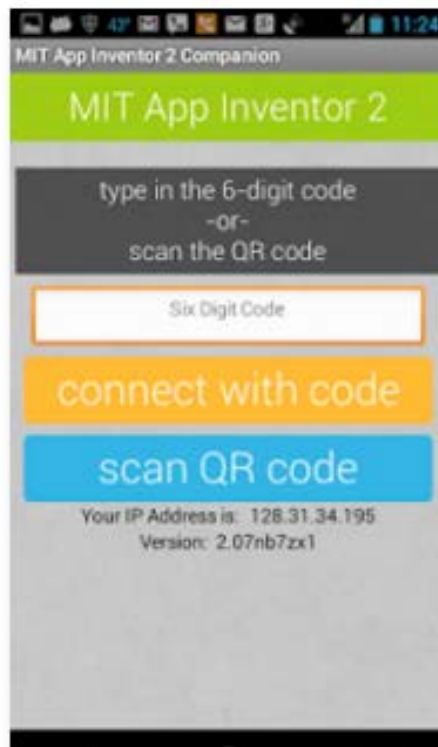 43° 11:24
MIT App Inventor 2 Companion
MIT App Inventor 2
type in the 6-digit code
-or-
scan the QR code
Six Digit Code
connect with code
scan QR code
Your IP Address is: 128.31.34.195
Version: 2.07nb7zx1